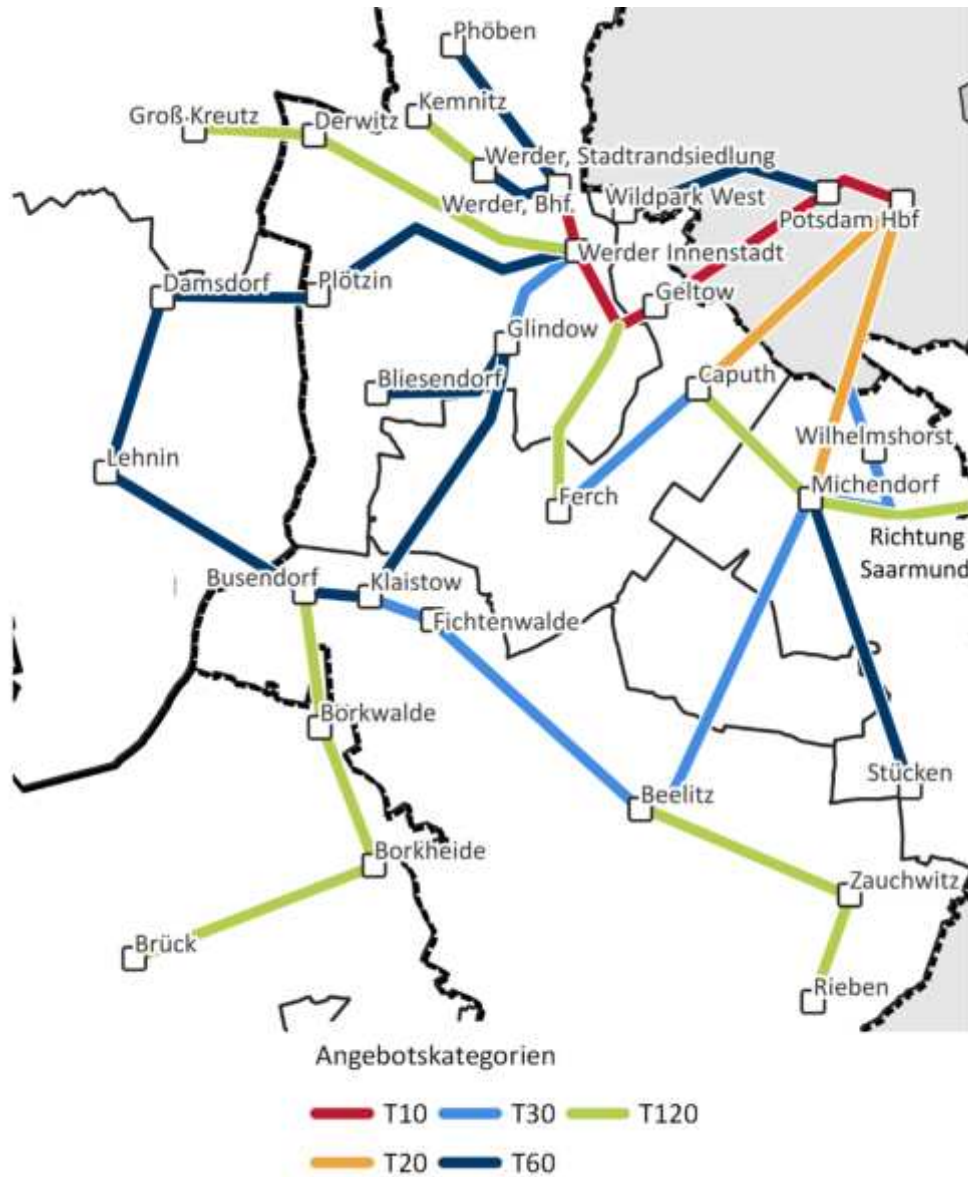 Phöben
Kemnitz
Groß Kreutz
Derwitz
Werder, Stadtrandsiedlung
Werder, Bhf.
Wildpark West
Potsdam Hbf
Werder Innenstadt
Damsdorf
Plötzin
Geltow
Glindow
Bliesendorf
Caputh
Wilhelmshorst
Lehnin
Michendorf
Ferch
Richtung
Saarmund
Busendorf
Klaistow
Fichtenwalde
Borkwalde
Stücken
Beelitz
Borkheide
Zauchwitz
Brück
Rieben
Angebotskategorien
T10 T30 T120
T20 T60